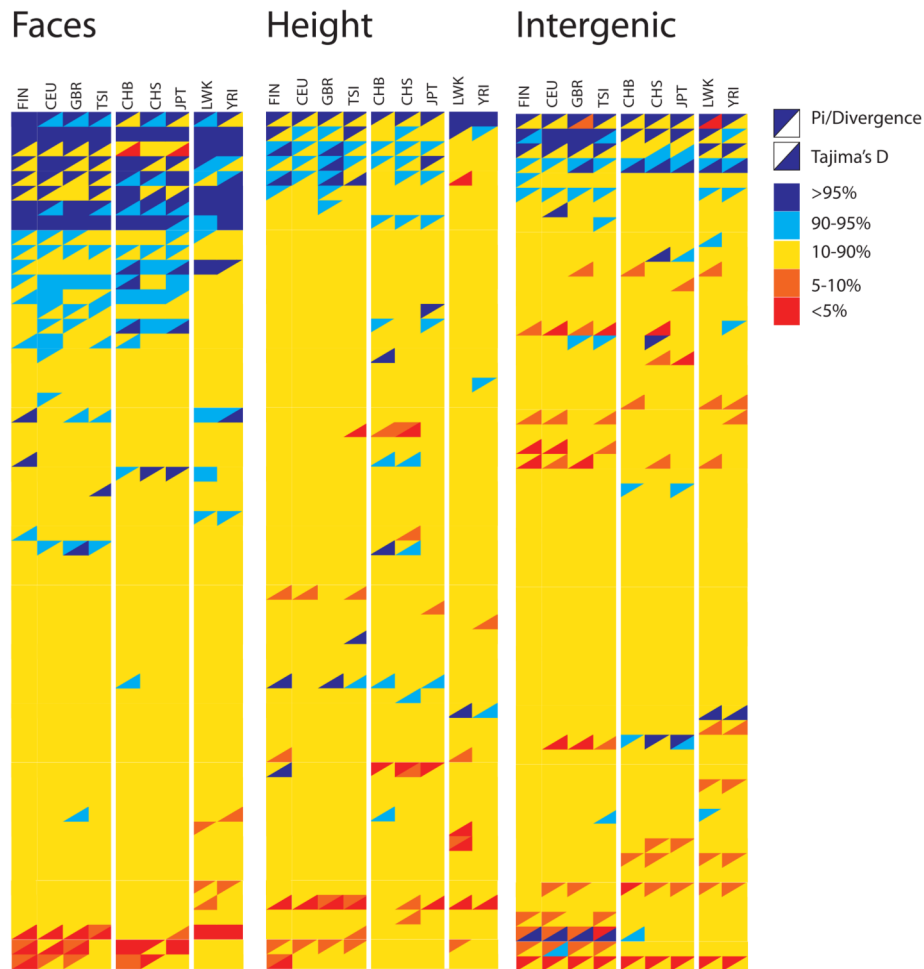 Faces Height Intergenic
FIN CEU GBR TSI CHB CHS JPT LWK YRI FIN CEU GBR TSI CHB CHS JPT LWK YRI FIN CEU GBR TSI CHB CHS JPT LWK YRI
Pi/Divergence
Tajima's D
>95%
90-95%
10-90%
5-10%
<5%